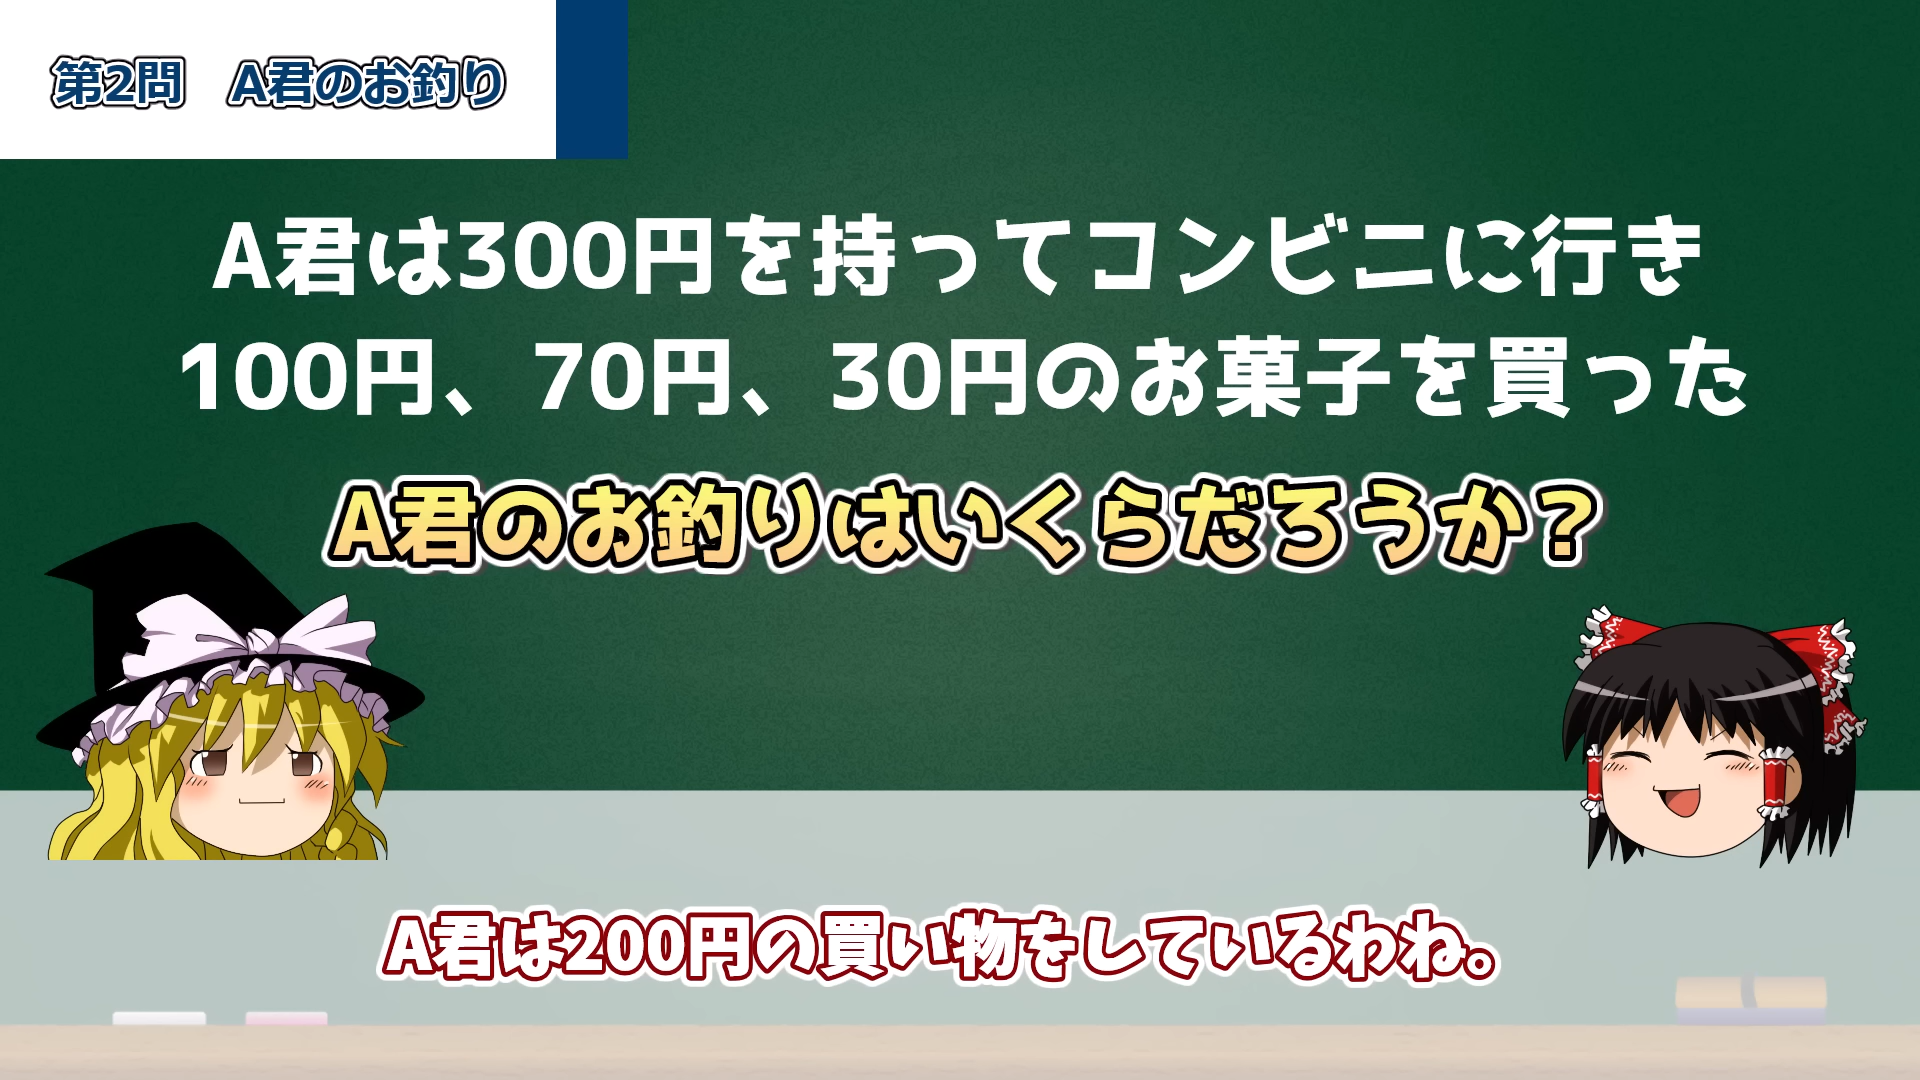 第2問　A君のお釣り
A君は300円を持ってコンビニに行き
100円、70円、30円のお菓子を買った
A君のお釣りはいくらだろうか？
A君は200円の買い物をしているわね。